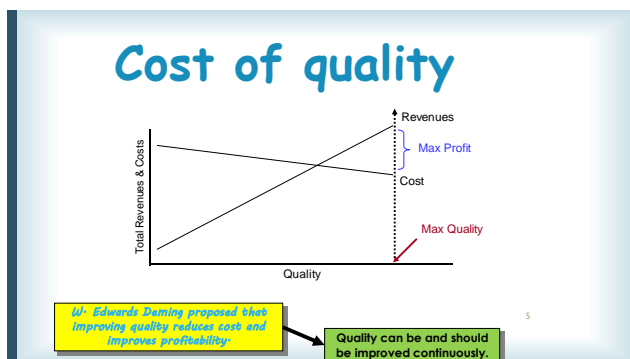 Cost of quality
Revenues
Max Profit
Cost
Total Revenues & Costs
Max Quality
Quality
W. Edwards Deming proposed that
improving quality reduces cost and
improves profitability.
5
Quality can be and should
be improved continuously.